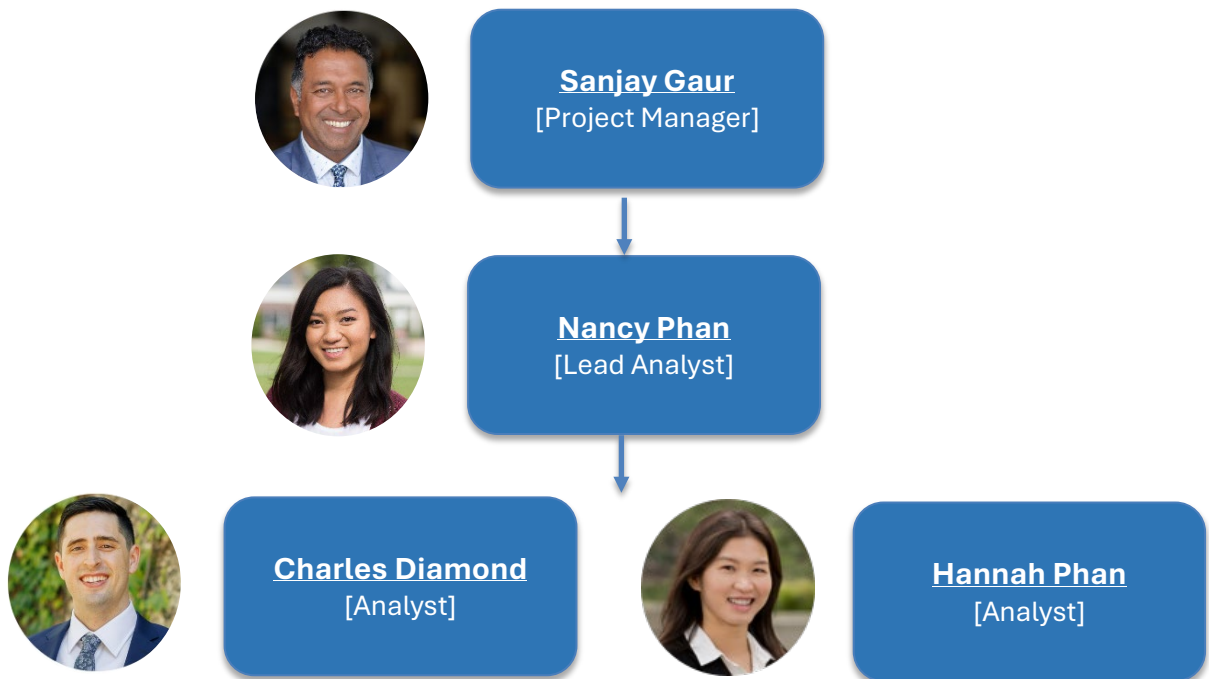 Sanjay Gaur
[Project Manager]
Nancy Phan
[Lead Analyst]
Charles Diamond
[Analyst]
Hannah Phan
[Analyst]